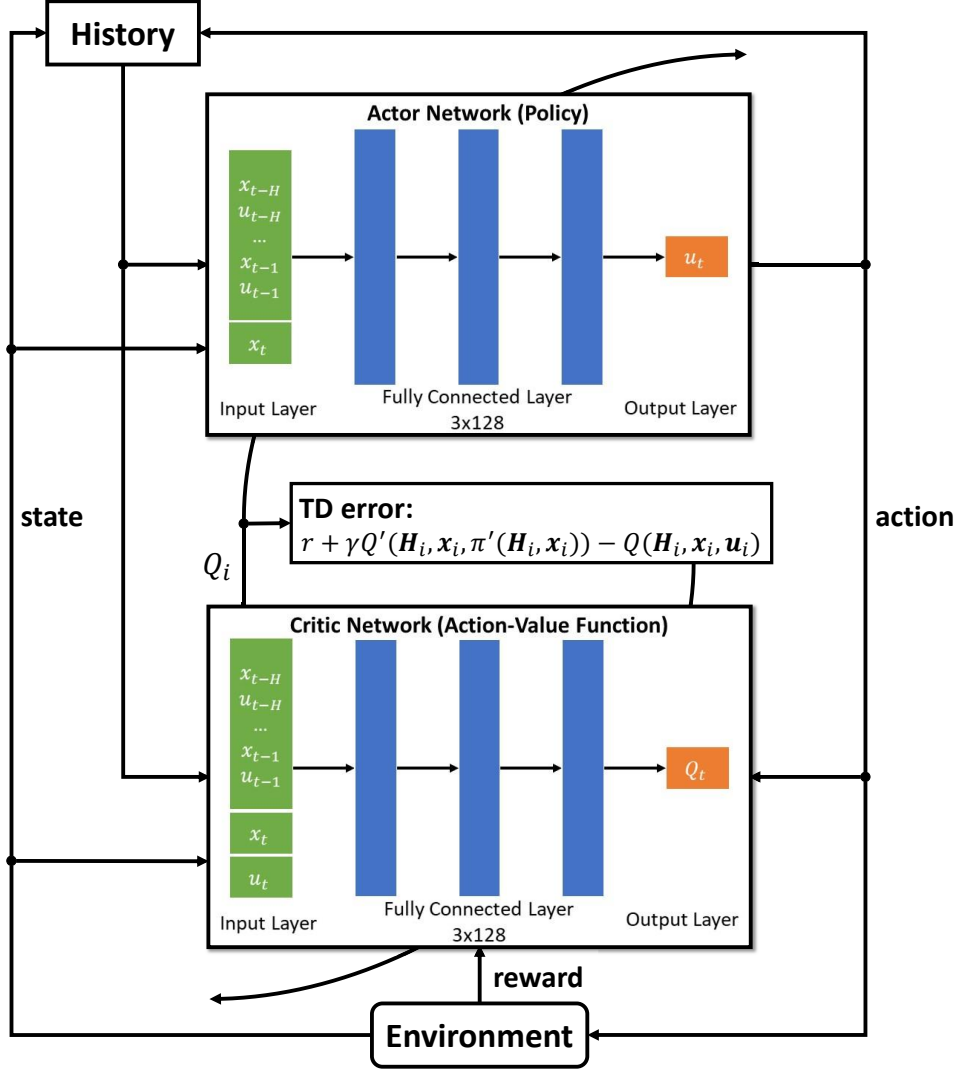 History
Actor Network (Policy)
x_{t−H}
u_{t−H}
...
x_{t−1}
u_{t−1}
x_t
u_t
Input Layer
Fully Connected Layer
3x128
Output Layer
state
action
TD error:
r + γQ′(H_i, x_i, π′(H_i, x_i)) − Q(H_i, x_i, u_i)
Q_i
Critic Network (Action-Value Function)
x_{t−H}
u_{t−H}
...
x_{t−1}
u_{t−1}
x_t
u_t
Q_t
Input Layer
Fully Connected Layer
3x128
Output Layer
reward
Environment